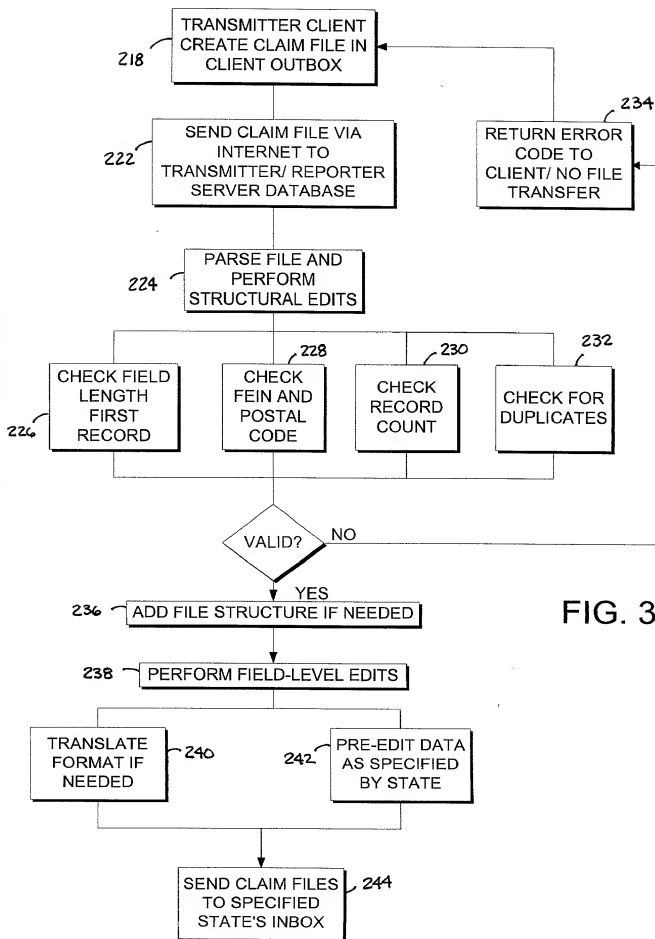 TRANSMITTER CLIENT
CREATE CLAIM FILE IN
CLIENT OUTBOX
218
SEND CLAIM FILE VIA
INTERNET TO
TRANSMITTER/ REPORTER
SERVER DATABASE
222
234
RETURN ERROR
CODE TO
CLIENT/ NO FILE
TRANSFER
PARSE FILE AND
PERFORM
STRUCTURAL EDITS
224
CHECK FIELD
LENGTH
FIRST
RECORD
226
228
CHECK
FEIN AND
POSTAL
CODE
230
CHECK
RECORD
COUNT
232
CHECK FOR
DUPLICATES
VALID?
NO
YES
236
ADD FILE STRUCTURE IF NEEDED
FIG. 3
238
PERFORM FIELD-LEVEL EDITS
TRANSLATE
FORMAT IF
NEEDED
240
242
PRE-EDIT DATA
AS SPECIFIED
BY STATE
SEND CLAIM FILES
TO SPECIFIED
STATE'S INBOX
244